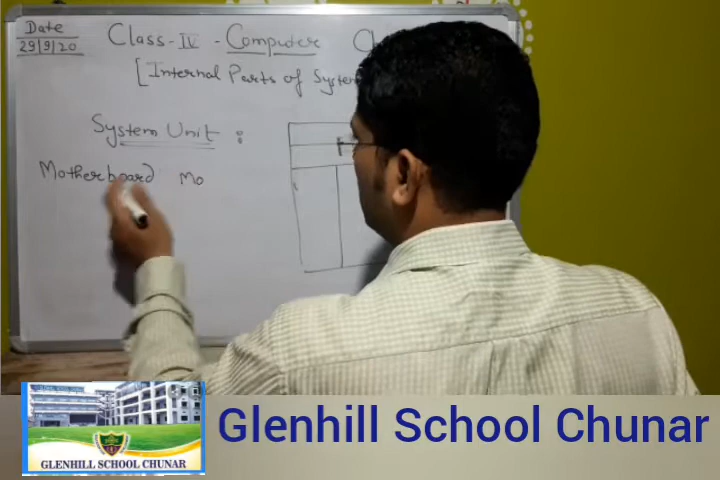 Date
29/9/20
Class-IV - Computer
[Internal Parts of System
System Unit :
Motherboard Mo
Glenhill School Chunar
GLENHILL SCHOOL CHUNAR